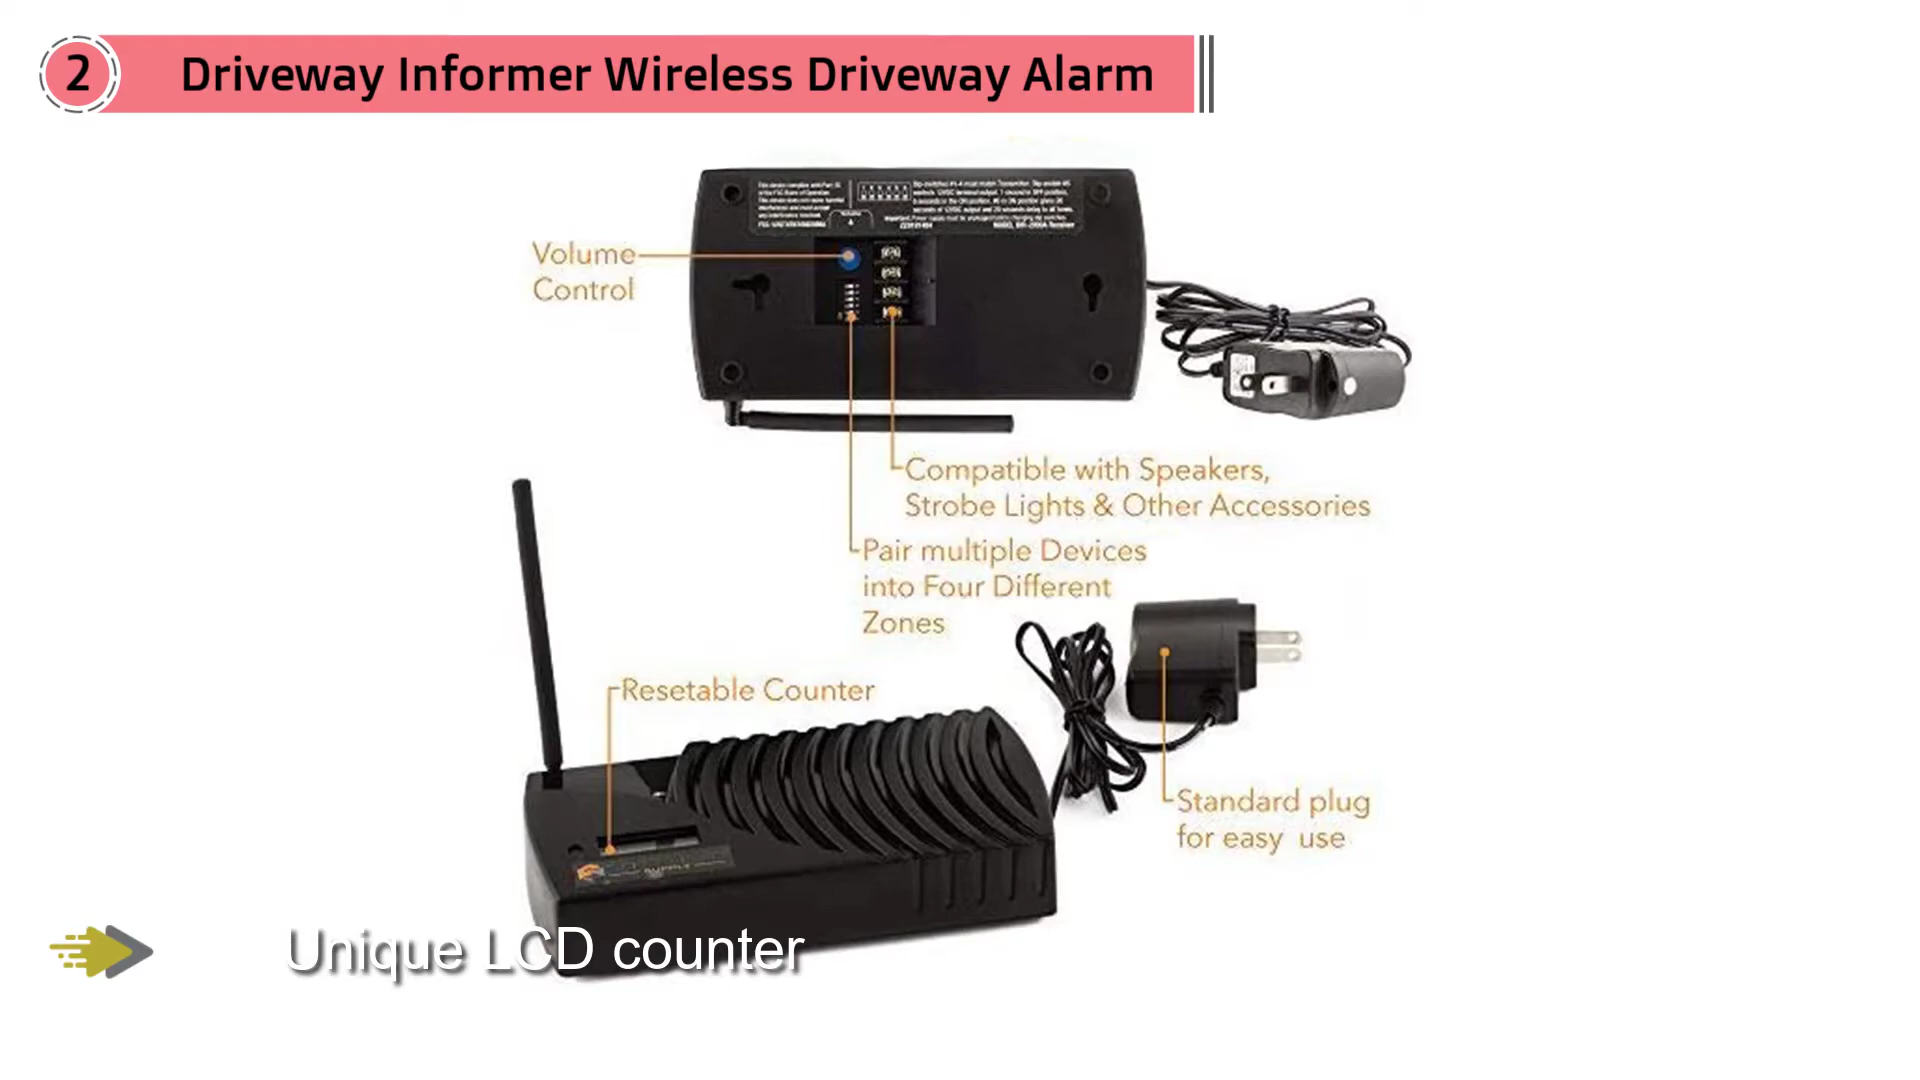 2
Driveway Informer Wireless Driveway Alarm
Volume
Control
Compatible with Speakers,
Strobe Lights & Other Accessories
Pair multiple Devices
into Four Different
Zones
Resetable Counter
Standard plug
for easy use
SUPPLY
Unique LCD counter